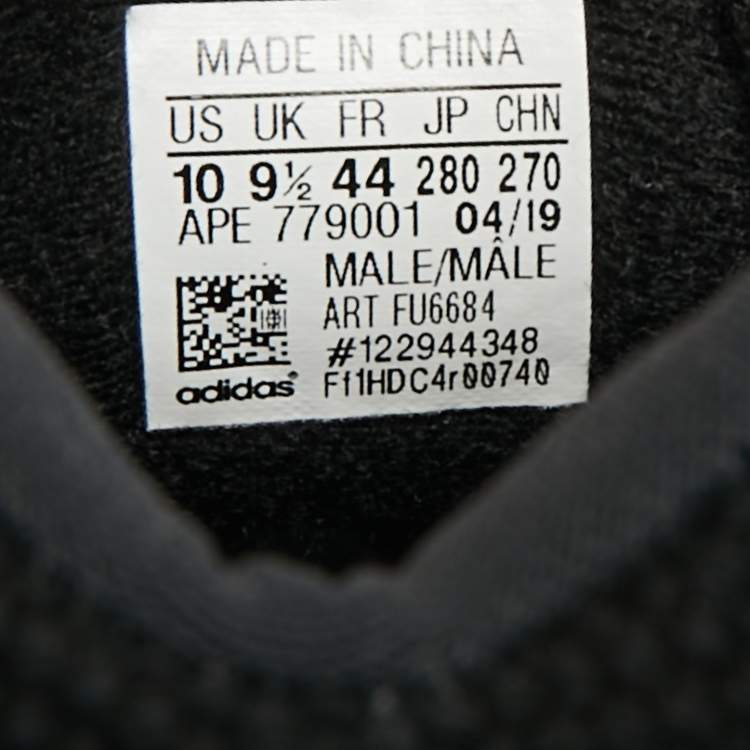 MADE IN CHINA
US UK FR JP CHN
10 9½ 44 280 270
APE 779001 04/19
MALE/MÂLE
ART FU6684
#122944348
Ff1HDC4r00740
adidas®